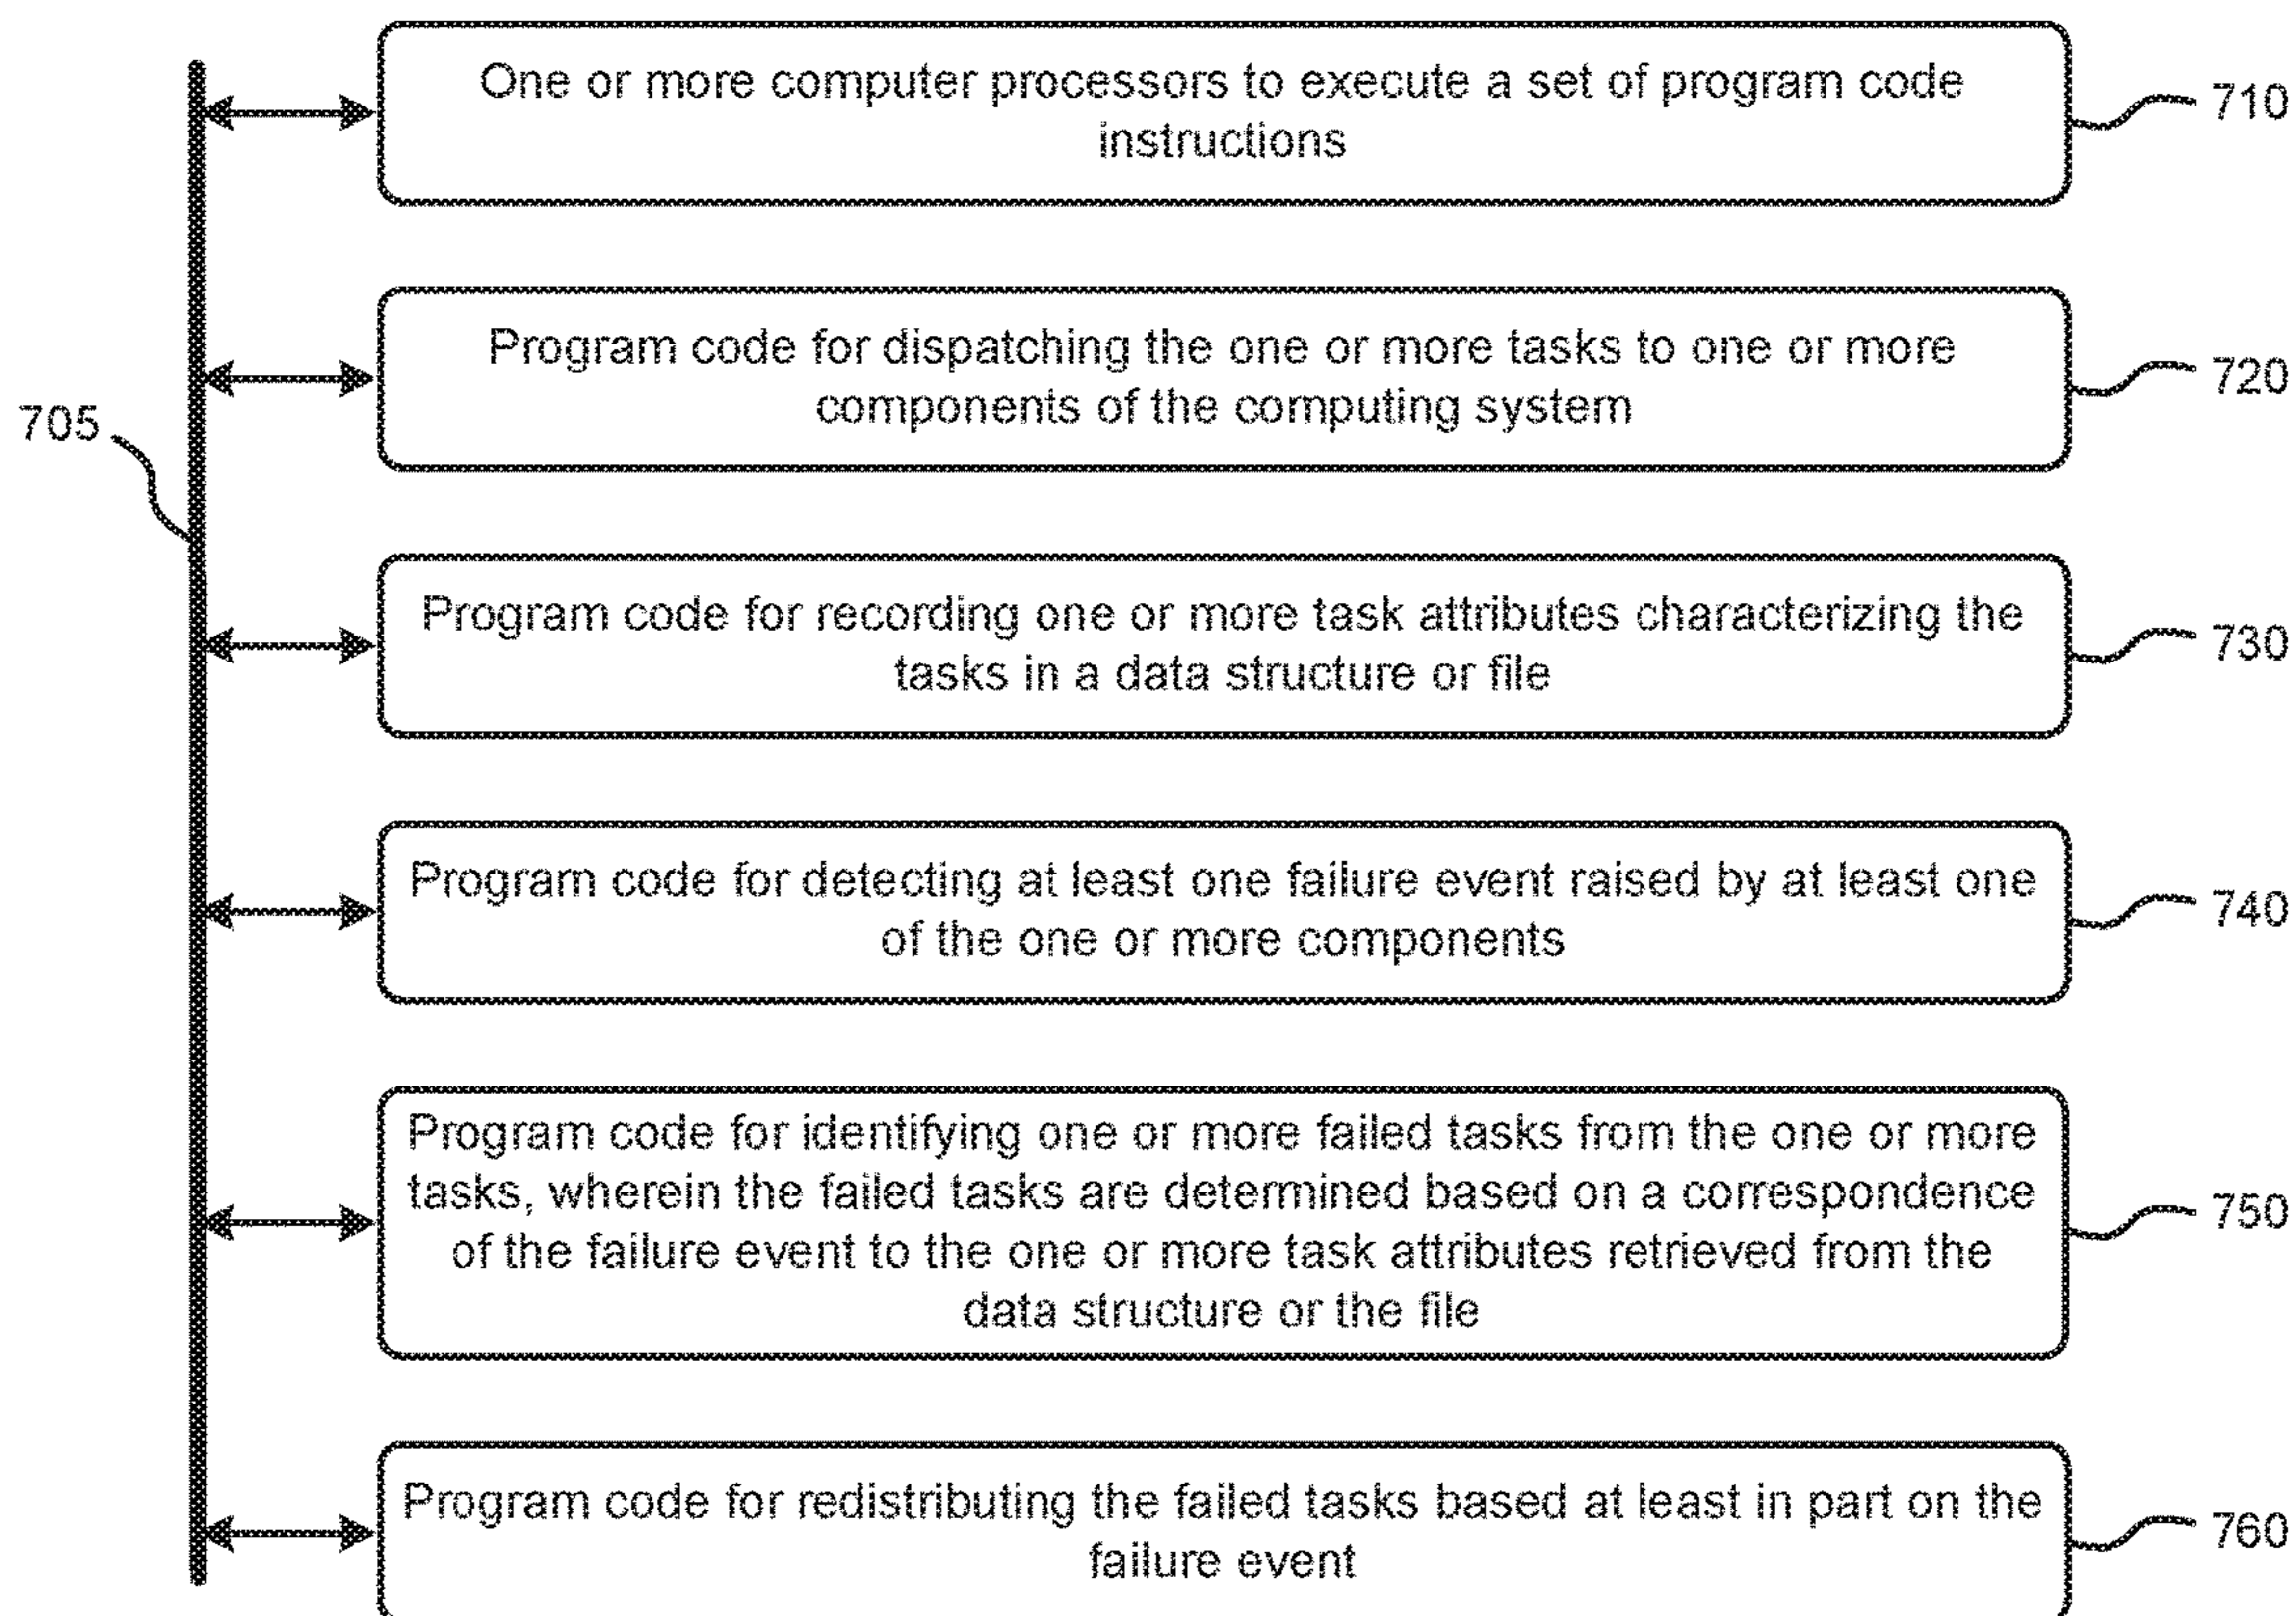 One or more computer processors to execute a set of program code
instructions
710
Program code for dispatching the one or more tasks to one or more
components of the computing system
720
705
Program code for recording one or more task attributes characterizing the
tasks in a data structure or file
730
Program code for detecting at least one failure event raised by at least one
of the one or more components
740
Program code for identifying one or more failed tasks from the one or more
tasks, wherein the failed tasks are determined based on a correspondence
of the failure event to the one or more task attributes retrieved from the
data structure or the file
750
Program code for redistributing the failed tasks based at least in part on the
failure event
760